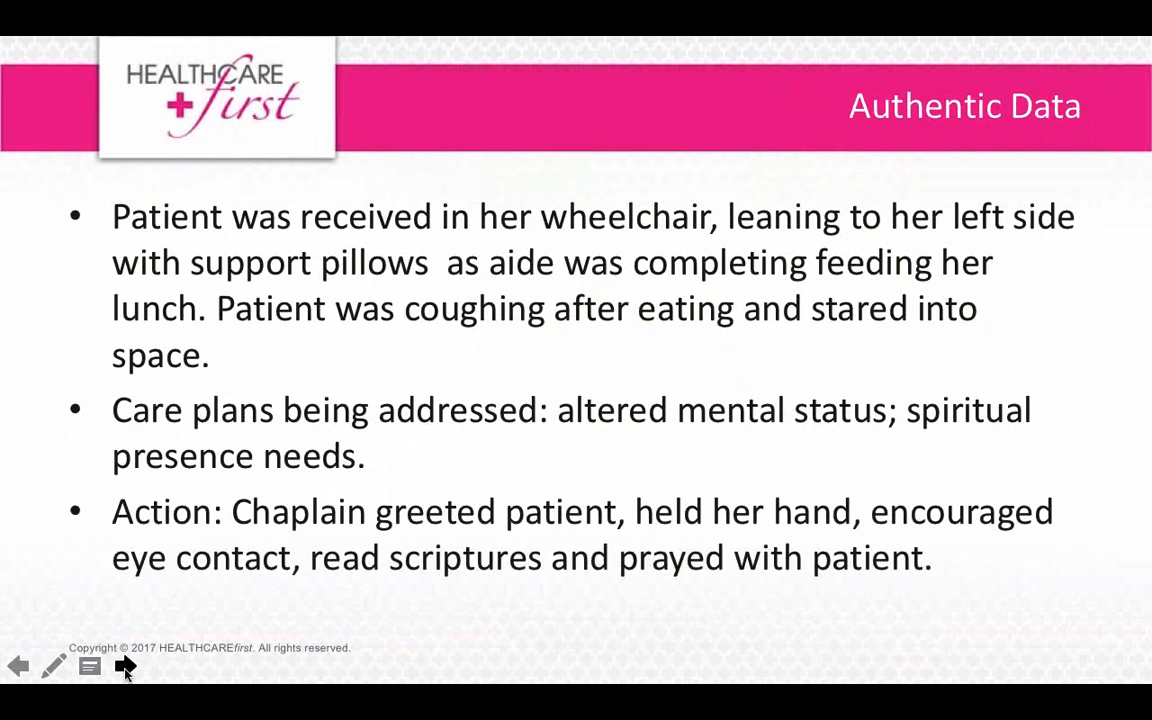 HEALTHCARE
first
Authentic Data
• Patient was received in her wheelchair, leaning to her left side
with support pillows  as aide was completing feeding her
lunch. Patient was coughing after eating and stared into
space.
• Care plans being addressed: altered mental status; spiritual
presence needs.
• Action: Chaplain greeted patient, held her hand, encouraged
eye contact, read scriptures and prayed with patient.
Copyright © 2017 HEALTHCAREfirst. All rights reserved.